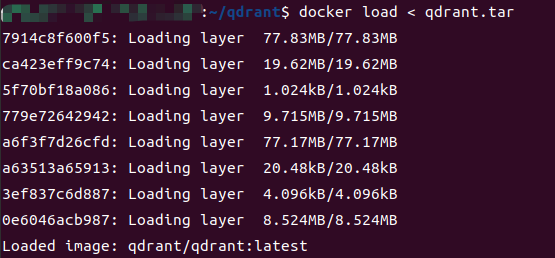 :~/qdrant$ docker load < qdrant.tar
7914c8f600f5: Loading layer  77.83MB/77.83MB
ca423eff9c74: Loading layer  19.62MB/19.62MB
5f70bf18a086: Loading layer  1.024kB/1.024kB
779e72642942: Loading layer  9.715MB/9.715MB
a6f3f7d26cfd: Loading layer  77.17MB/77.17MB
a63513a65913: Loading layer  20.48kB/20.48kB
3ef837c6d887: Loading layer  4.096kB/4.096kB
0e6046acb987: Loading layer  8.524MB/8.524MB
Loaded image: qdrant/qdrant:latest